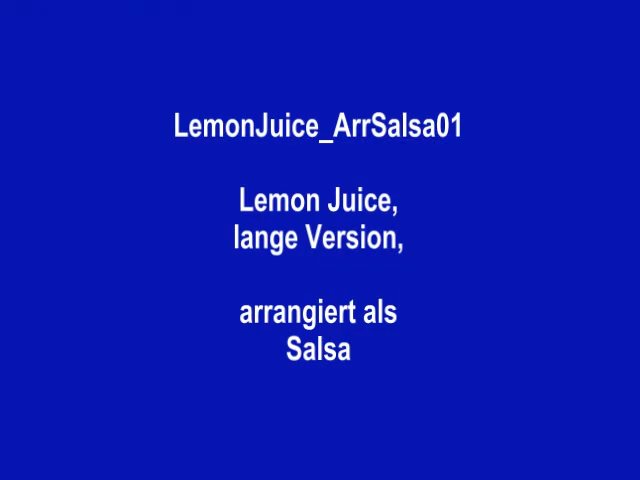 LemonJuice_ArrSalsa01
Lemon Juice,
lange Version,
arrangiert als
Salsa